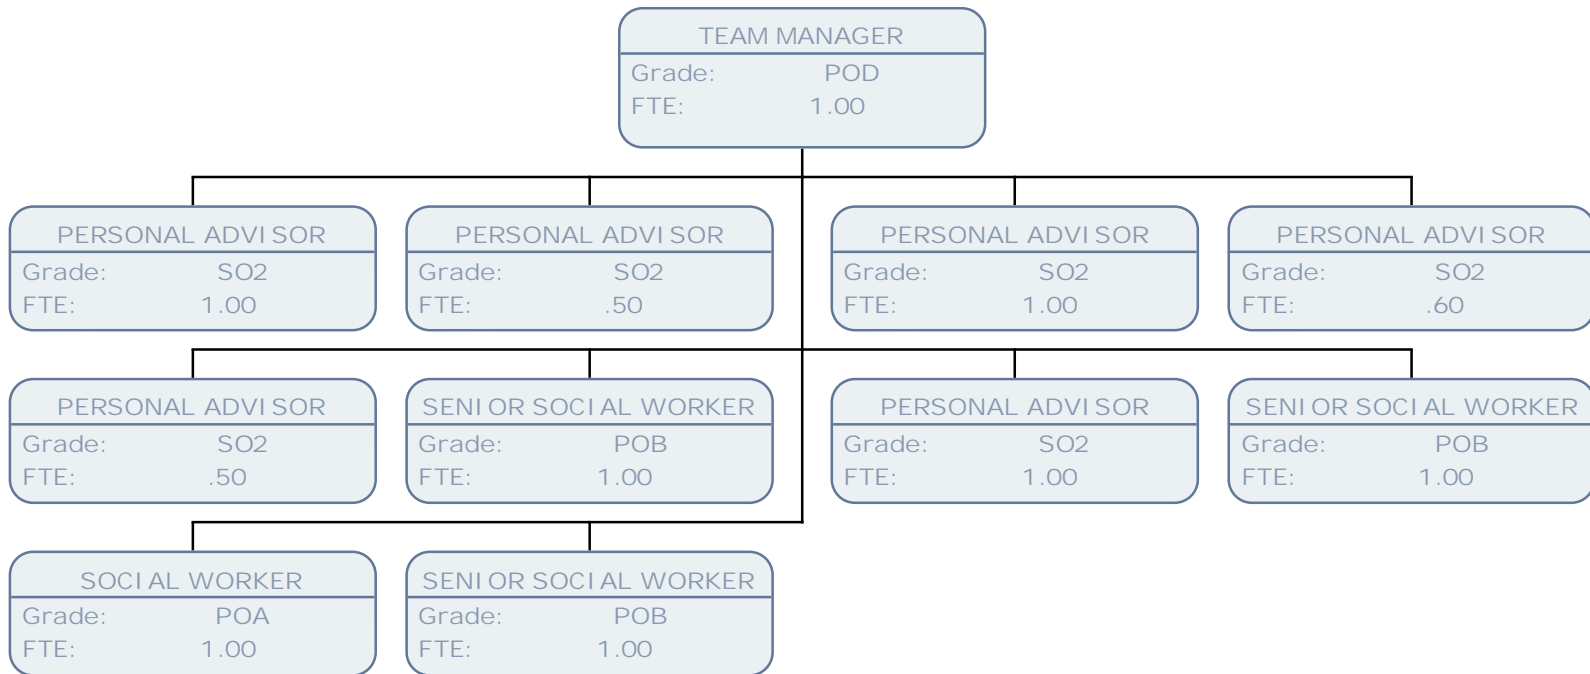 TEAM MANAGER
Grade: POD
FTE: 1.00
PERSONAL ADVISOR
Grade: SO2
FTE: 1.00
PERSONAL ADVISOR
Grade: SO2
FTE: .50
PERSONAL ADVISOR
Grade: SO2
FTE: 1.00
PERSONAL ADVISOR
Grade: SO2
FTE: .60
PERSONAL ADVISOR
Grade: SO2
FTE: .50
SENIOR SOCIAL WORKER
Grade: POB
FTE: 1.00
PERSONAL ADVISOR
Grade: SO2
FTE: 1.00
SENIOR SOCIAL WORKER
Grade: POB
FTE: 1.00
SOCIAL WORKER
Grade: POA
FTE: 1.00
SENIOR SOCIAL WORKER
Grade: POB
FTE: 1.00